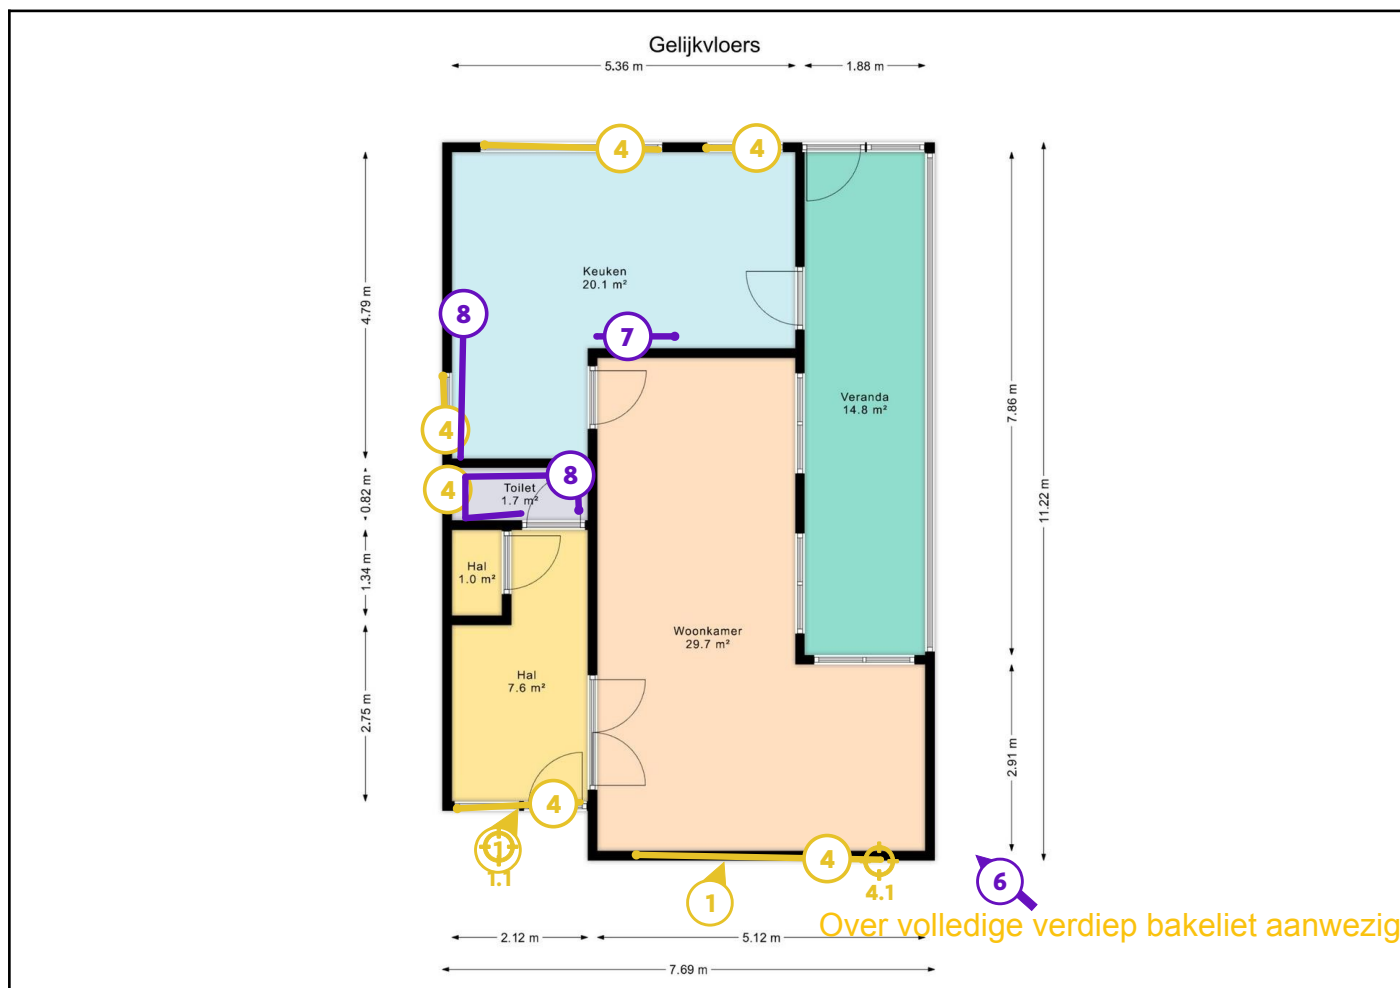 Gelijkvloers
5.36 m
1.88 m
4
4
Keuken
20.1 m²
4.79 m
8
7
4
Veranda
14.8 m²
7.86 m
11.22 m
0.82 m
4
Toilet
1.7 m²
8
1.34 m
Hal
1.0 m²
Woonkamer
29.7 m²
Hal
7.6 m²
2.75 m
2.91 m
4
1
1.1
4
4.1
1
6
Over volledige verdiep bakeliet aanwezig
2.12 m
5.12 m
7.69 m